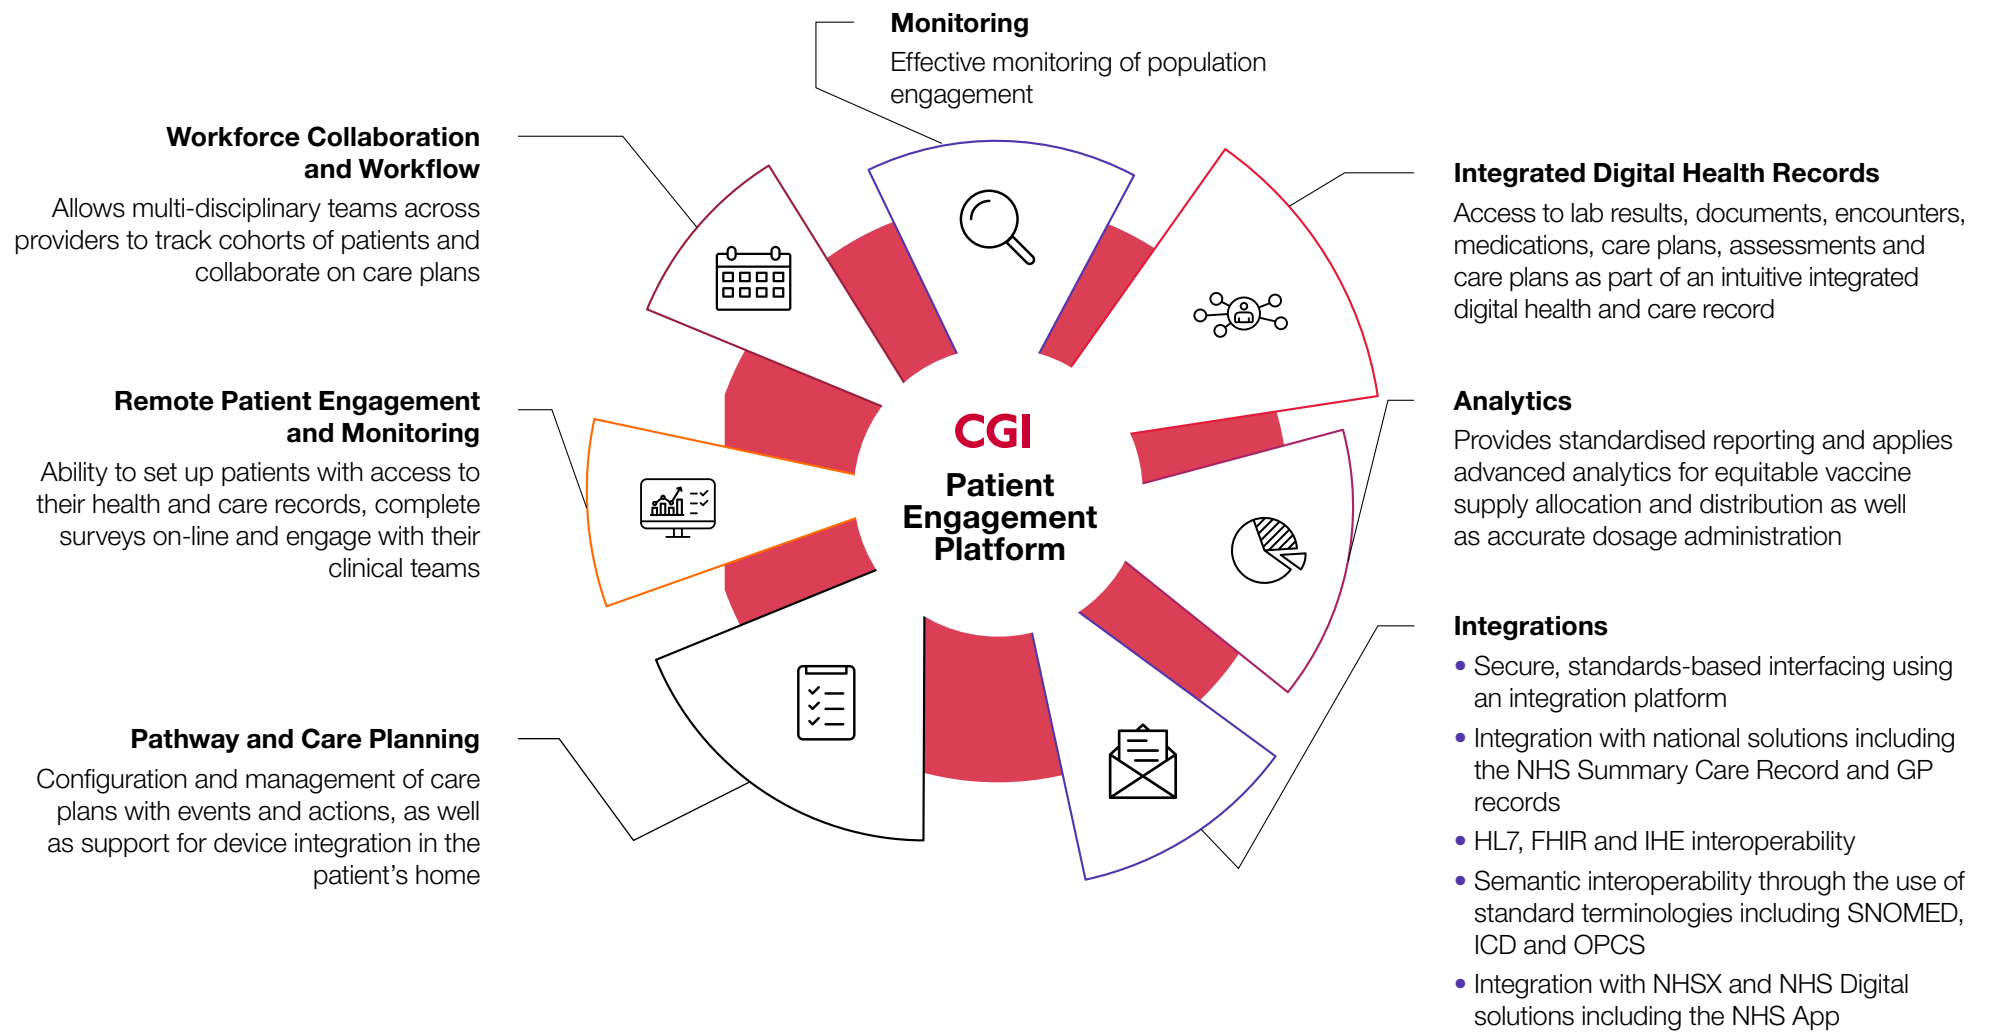 Monitoring
Effective monitoring of population
engagement
Workforce Collaboration
and Workflow
Allows multi-disciplinary teams across
providers to track cohorts of patients and
collaborate on care plans
Integrated Digital Health Records
Access to lab results, documents, encounters,
medications, care plans, assessments and
care plans as part of an intuitive integrated
digital health and care record
Remote Patient Engagement
and Monitoring
Ability to set up patients with access to
their health and care records, complete
surveys on-line and engage with their
clinical teams
CGI
Patient
Engagement
Platform
Analytics
Provides standardised reporting and applies
advanced analytics for equitable vaccine
supply allocation and distribution as well
as accurate dosage administration
Pathway and Care Planning
Configuration and management of care
plans with events and actions, as well
as support for device integration in the
patient's home
Integrations
• Secure, standards-based interfacing using
an integration platform
• Integration with national solutions including
the NHS Summary Care Record and GP
records
• HL7, FHIR and IHE interoperability
• Semantic interoperability through the use of
standard terminologies including SNOMED,
ICD and OPCS
• Integration with NHSX and NHS Digital
solutions including the NHS App